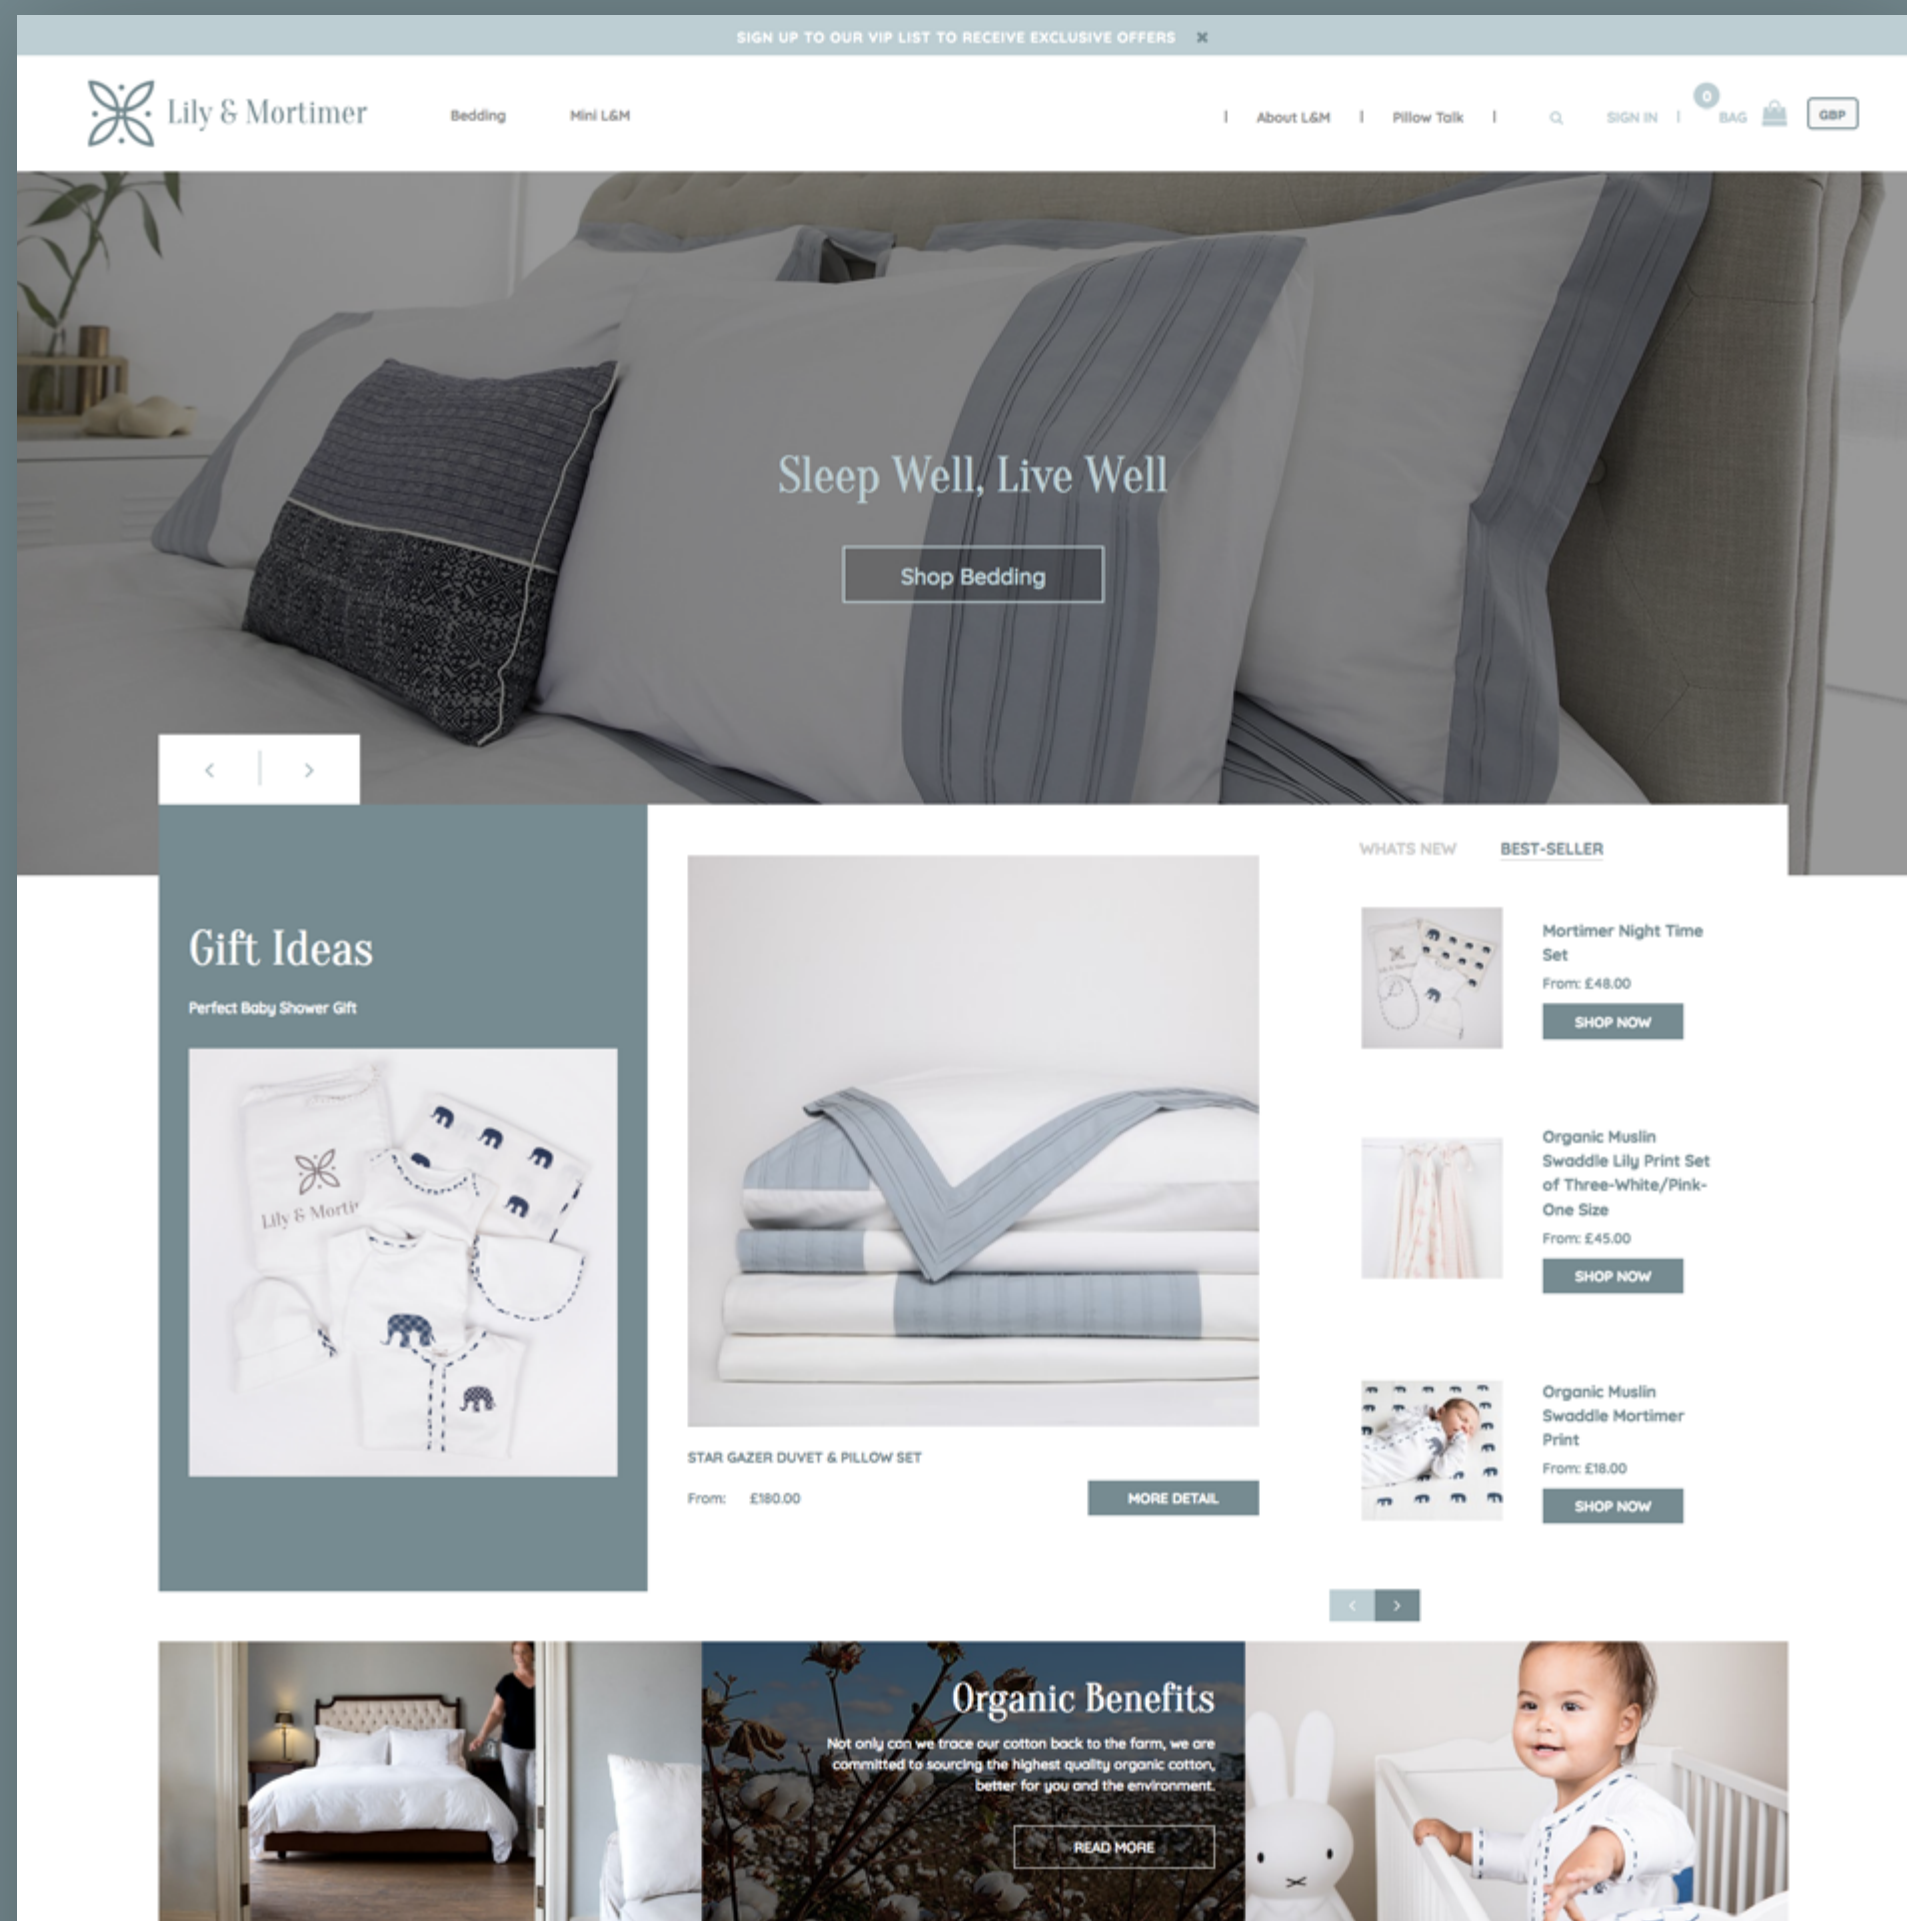 SIGN UP TO OUR VIP LIST TO RECEIVE EXCLUSIVE OFFERS
Lily & Mortimer
Bedding
Mini L&M
About L&M
Pillow Talk
SIGN IN
0
BAG
GBP
Sleep Well, Live Well
Shop Bedding
Gift Ideas
Perfect Baby Shower Gift
Lily & Morti
STAR GAZER DUVET & PILLOW SET
From: £180.00
MORE DETAIL
WHATS NEW
BEST-SELLER
Lily & Mortimer
Mortimer Night Time
Set
From: £48.00
SHOP NOW
Organic Muslin
Swaddle Lily Print Set
of Three-White/Pink-
One Size
From: £45.00
SHOP NOW
Organic Muslin
Swaddle Mortimer
Print
From: £18.00
SHOP NOW
Organic Benefits
Not only can we trace our cotton back to the farm, we are
committed to sourcing the highest quality organic cotton,
better for you and the environment.
READ MORE